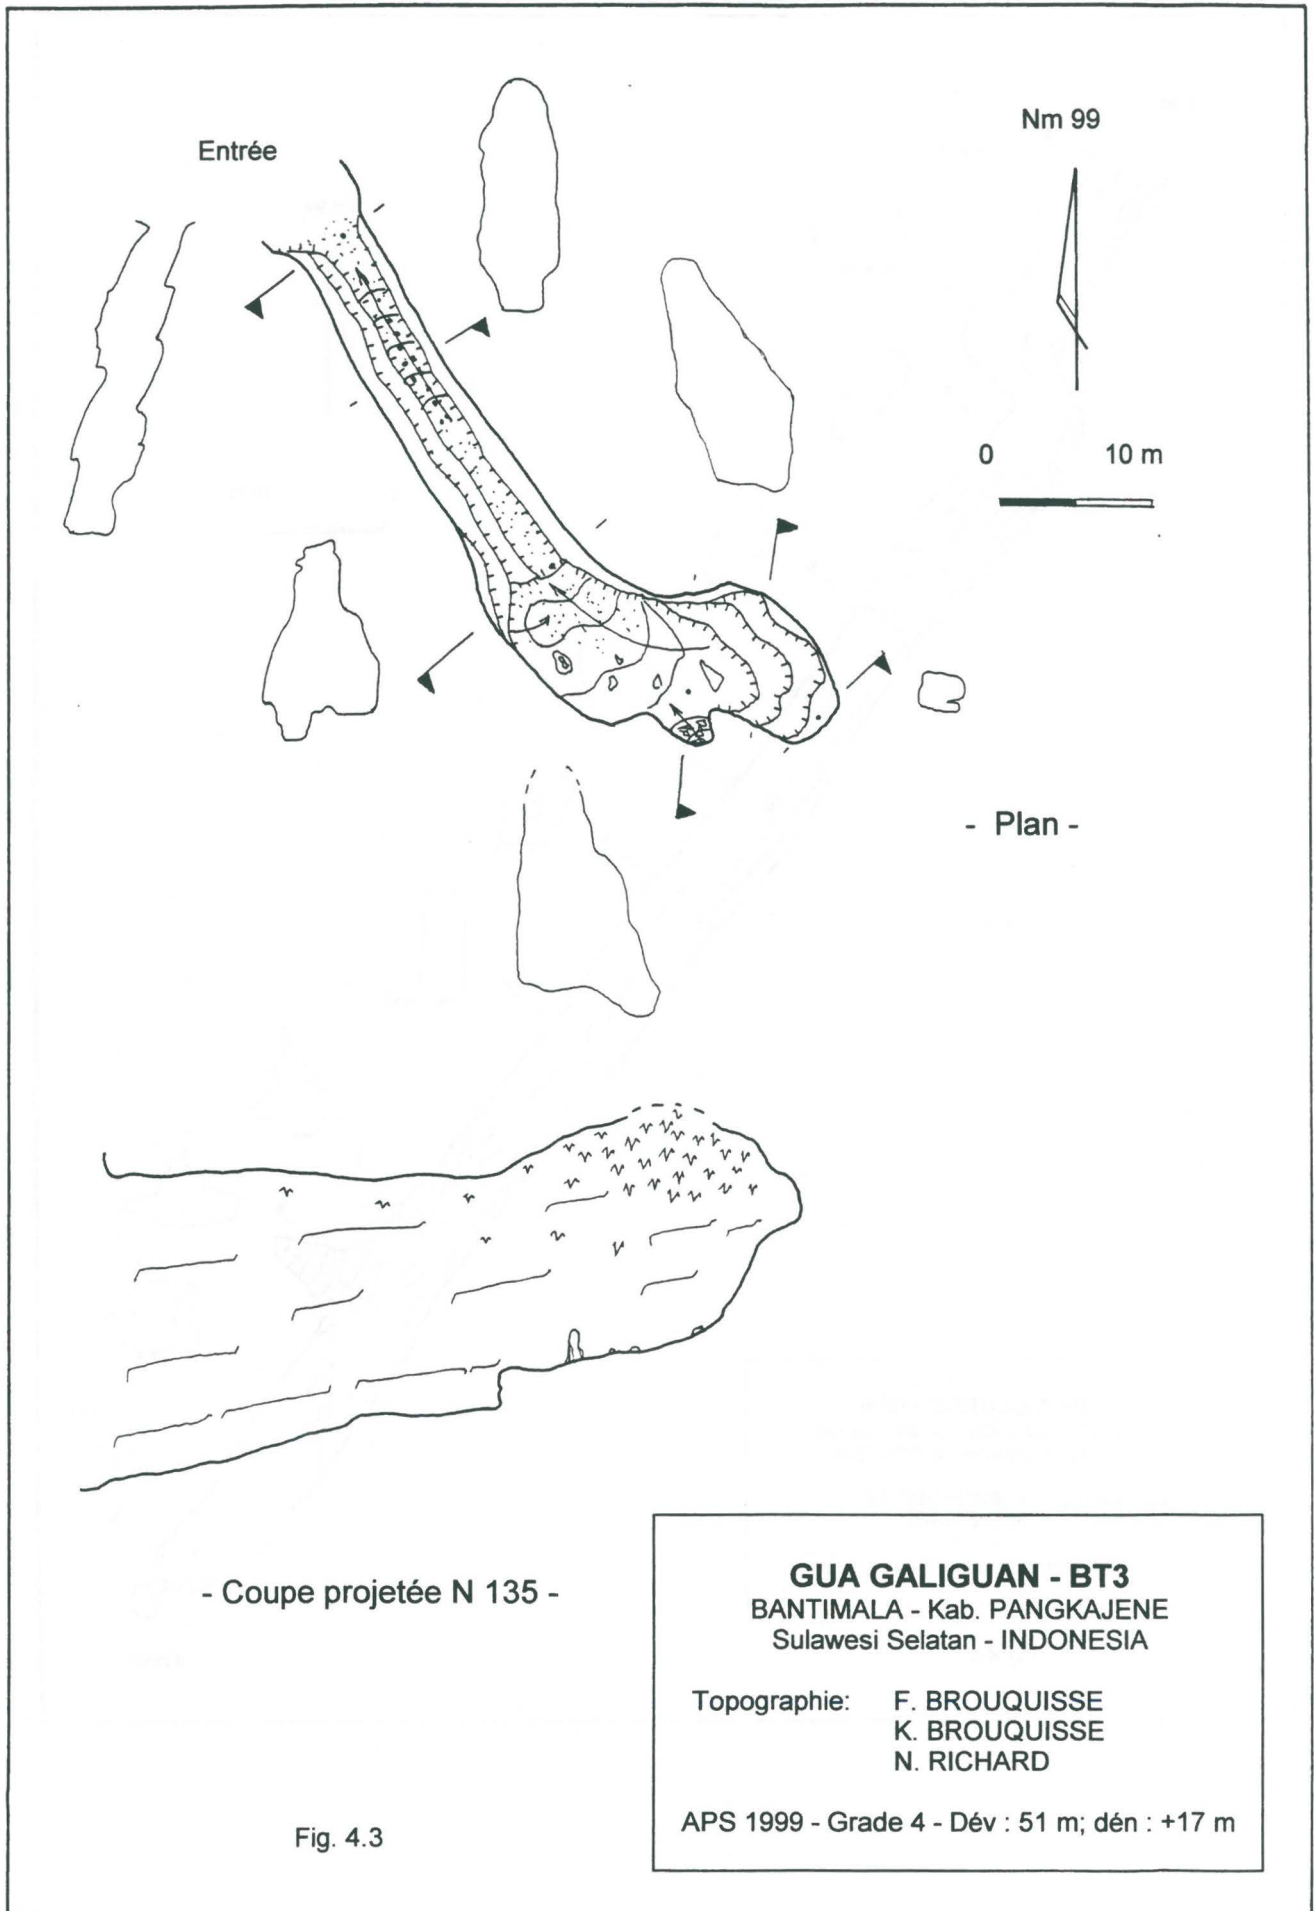 Entrée
Nm 99
0 10 m
- Plan -
- Coupe projetée N 135 -
GUA GALIGUAN - BT3
BANTIMALA - Kab. PANGKAJENE
Sulawesi Selatan - INDONESIA
Topographie: F. BROUQUISSE
K. BROUQUISSE
N. RICHARD
APS 1999 - Grade 4 - Dév : 51 m; dén : +17 m
Fig. 4.3